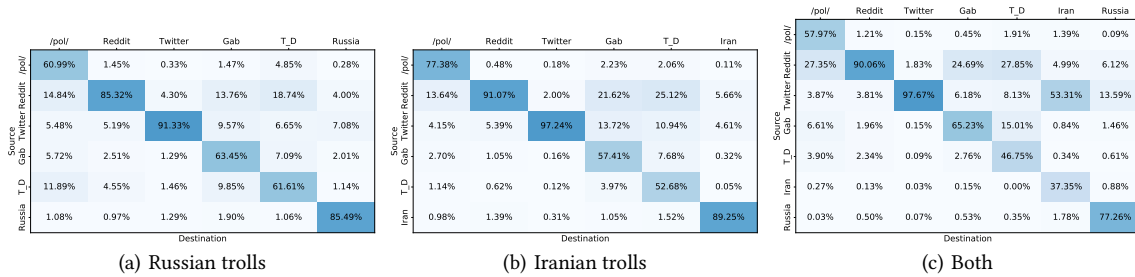 /pol/ Reddit Twitter Gab T_D Russia
/pol/ 60.99% 1.45% 0.33% 1.47% 4.85% 0.28%
Reddit 14.84% 85.32% 4.30% 13.76% 18.74% 4.00%
Twitter 5.48% 5.19% 91.33% 9.57% 6.65% 7.08%
Gab 5.72% 2.51% 1.29% 63.45% 7.09% 2.01%
T_D 11.89% 4.55% 1.46% 9.85% 61.61% 1.14%
Russia 1.08% 0.97% 1.29% 1.90% 1.06% 85.49%
Source
Destination
(a) Russian trolls
/pol/ Reddit Twitter Gab T_D Iran
/pol/ 77.38% 0.48% 0.18% 2.23% 2.06% 0.11%
Reddit 13.64% 91.07% 2.00% 21.62% 25.12% 5.66%
Twitter 4.15% 5.39% 97.24% 13.72% 10.94% 4.61%
Gab 2.70% 1.05% 0.16% 57.41% 7.68% 0.32%
T_D 1.14% 0.62% 0.12% 3.97% 52.68% 0.05%
Iran 0.98% 1.39% 0.31% 1.05% 1.52% 89.25%
Source
Destination
(b) Iranian trolls
/pol/ Reddit Twitter Gab T_D Iran Russia
/pol/ 57.97% 1.21% 0.15% 0.45% 1.91% 1.39% 0.09%
Reddit 27.35% 90.06% 1.83% 24.69% 27.85% 4.99% 6.12%
Twitter 3.87% 3.81% 97.67% 6.18% 8.13% 53.31% 13.59%
Gab 6.61% 1.96% 0.15% 65.23% 15.01% 0.84% 1.46%
T_D 3.90% 2.34% 0.09% 2.76% 46.75% 0.34% 0.61%
Iran 0.27% 0.13% 0.03% 0.15% 0.00% 37.35% 0.88%
Russia 0.03% 0.50% 0.07% 0.53% 0.35% 1.78% 77.26%
Source
Destination
(c) Both